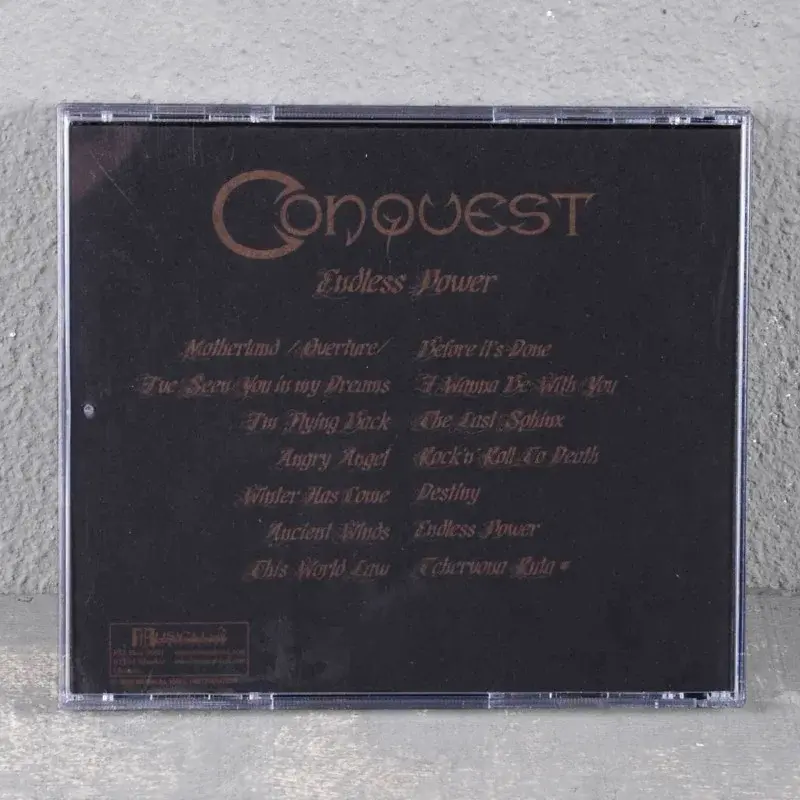 Conquest
Endless Power
Motherland /Overture/
I've Seen You in my Dreams
I'm Flying Back
Angry Angel
Winter Has Come
Ancient Winds
This World Law
Before it's Done
I Wanna Be With You
The Last Sphinx
Rock'n' Roll To Death
Destiny
Endless Power
Tchervona Ruta *